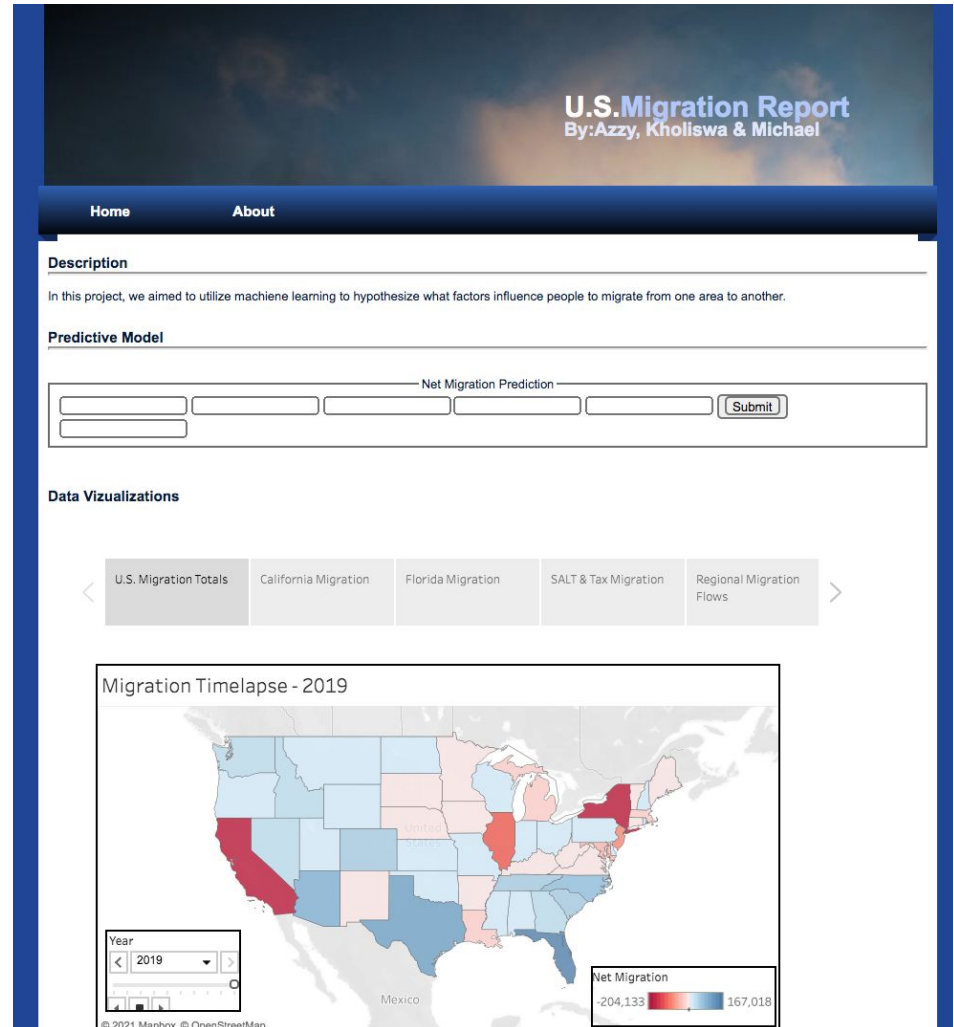 U.S.Migration Report
By:Azzy, Kholiswa & Michael
Home About
Description
In this project, we aimed to utilize machiene learning to hypothesize what factors influence people to migrate from one area to another.
Predictive Model
Net Migration Prediction
Submit
Data Vizualizations
U.S. Migration Totals California Migration Florida Migration SALT & Tax Migration Regional Migration
Flows
Migration Timelapse - 2019
United
States
Year
2019
Mexico
Net Migration
-204,133 167,018
© 2021 Mapbox © OpenStreetMap